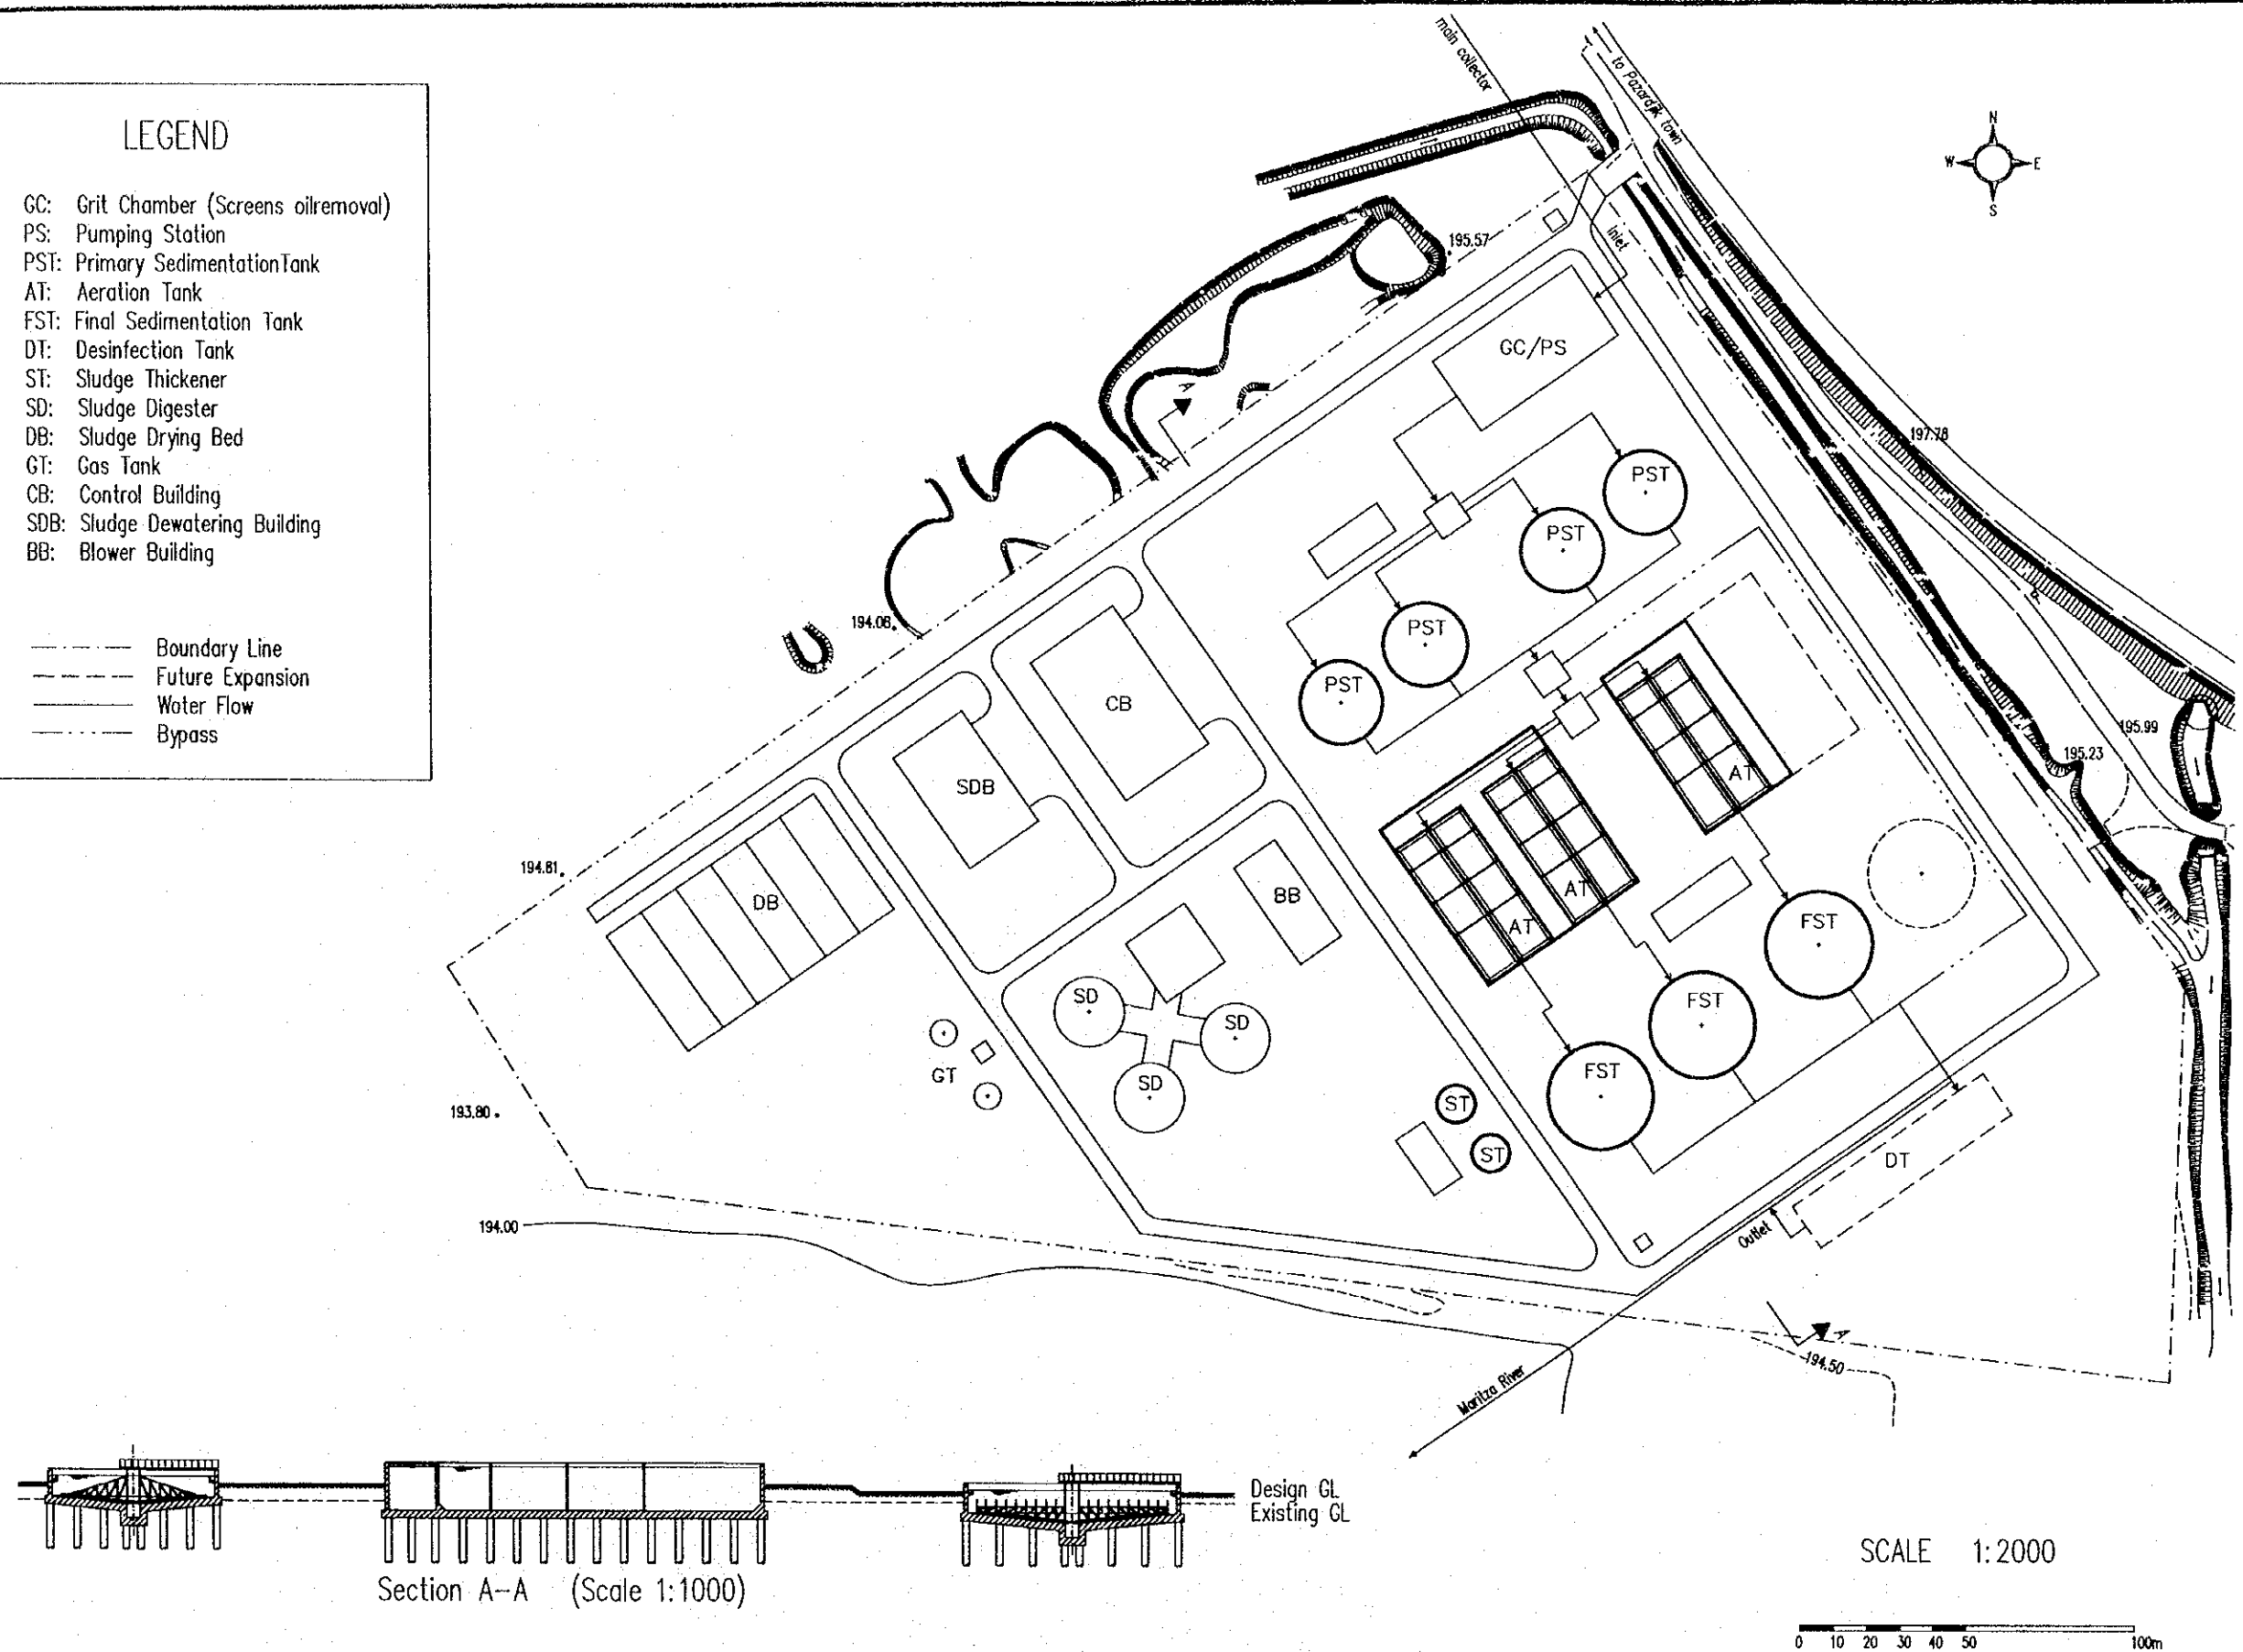 LEGEND
GC: Grit Chamber (Screens oilremoval)
PS: Pumping Station
PST: Primary SedimentationTank
AT: Aeration Tank
FST: Final Sedimentation Tank
DT: Desinfection Tank
ST: Sludge Thickener
SD: Sludge Digester
DB: Sludge Drying Bed
GT: Gas Tank
CB: Control Building
SDB: Sludge Dewatering Building
BB: Blower Building
Boundary Line
Future Expansion
Water Flow
Bypass
main collector
to Pazardjik town
N
W
E
S
195.57
Inlet
GC/PS
A
197.78
PST
PST
PST
PST
194.06
CB
SDB
195.99
195.23
AT
AT
AT
194.81
DB
BB
FST
FST
FST
SD
SD
SD
GT
ST
ST
193.80
DT
194.00
Outlet
A
194.50
Maritza River
Design GL
Existing GL
Section A-A (Scale 1:1000)
SCALE 1:2000
0 10 20 30 40 50 100m